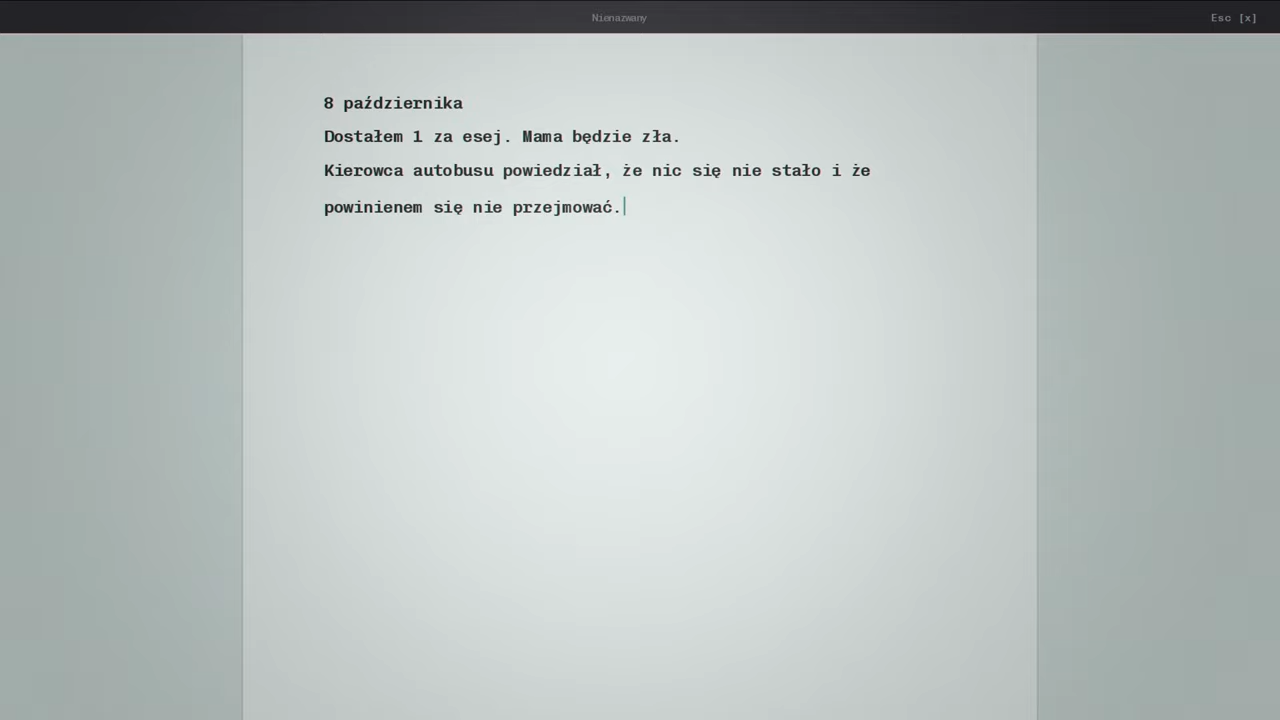 Nienazwany
Esc [x]
8 października
Dostałem 1 za esej. Mama będzie zła.
Kierowca autobusu powiedział, że nic się nie stało i że
powinienem się nie przejmować.